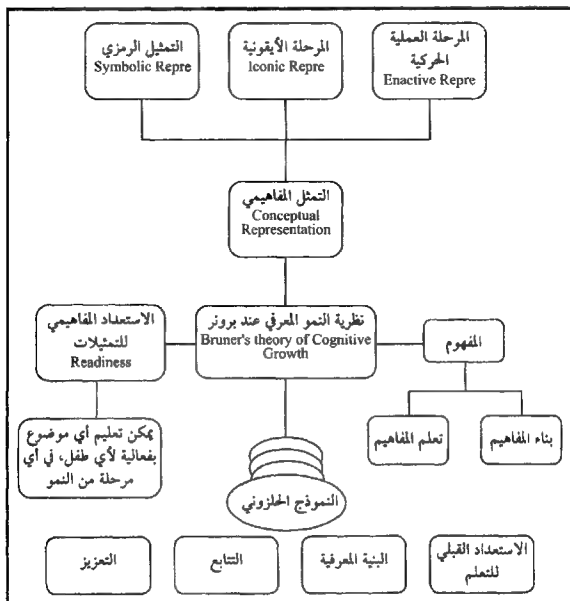 المرحلة العملية
الحركية
Enactive Repre
المرحلة الأيقونية
Iconic Repre
التمثيل الرمزي
Symbolic Repre
التمثل المفاهيمي
Conceptual
Representation
نظرية النمو المعرفي عند برونر
Bruner's theory of Cognitive
Growth
المفهوم
بناء المفاهيم
تعلم المفاهيم
الاستعداد المفاهيمي
للتمثيلات
Readiness
يمكن تعليم أي موضوع
بفعالية لأي طفل، في أي
مرحلة من النمو
النموذج الحلزوني
الاستعداد القبلي
للتعلم
البنية المعرفية
التتابع
التعزيز